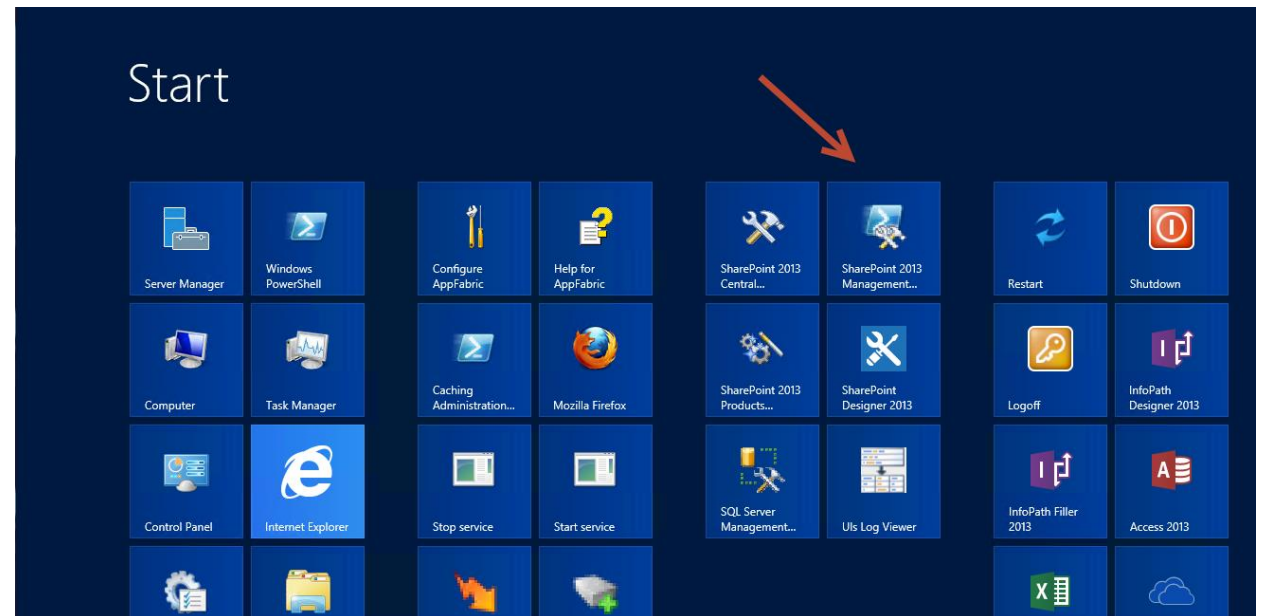 Start
Server Manager
Windows
PowerShell
Configure
AppFabric
Help for
AppFabric
SharePoint 2013
Central...
SharePoint 2013
Management...
Restart
Shutdown
Computer
Task Manager
Caching
Administration...
Mozilla Firefox
SharePoint 2013
Products...
SharePoint
Designer 2013
Logoff
InfoPath
Designer 2013
Control Panel
Internet Explorer
Stop service
Start service
SQL Server
Management...
Uls Log Viewer
InfoPath Filler
2013
Access 2013